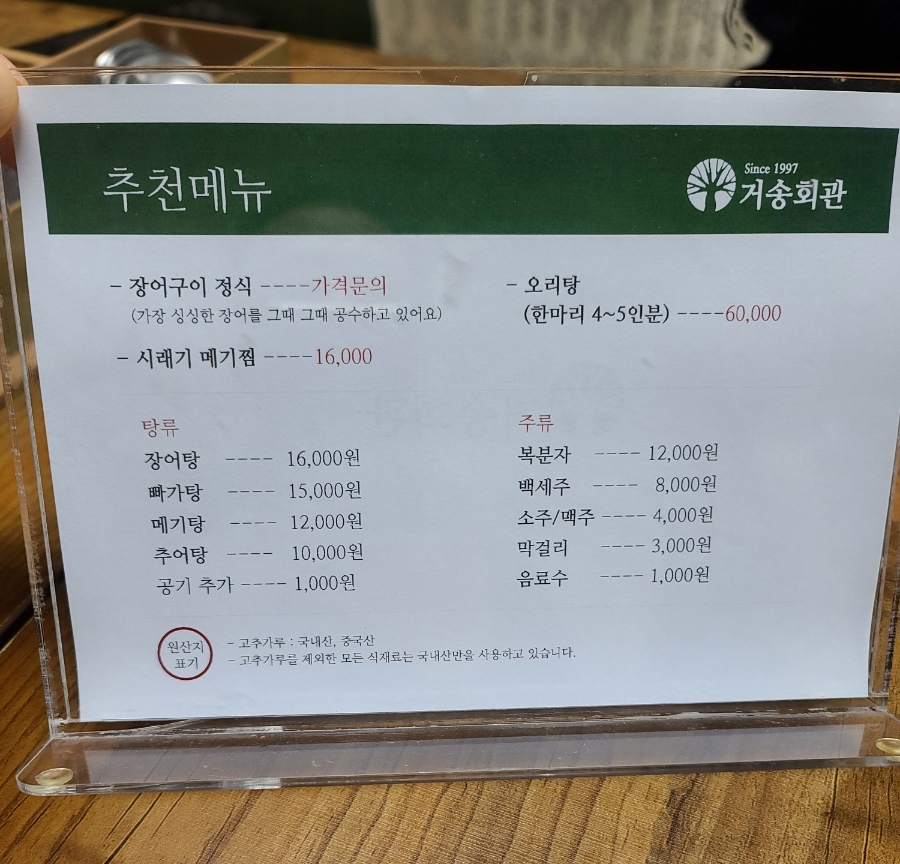 추천메뉴
Since 1997
거송회관
- 장어구이 정식 ----가격문의
(가장 싱싱한 장어를 그때 그때 공수하고 있어요)
- 시래기 메기찜 ----16,000
- 오리탕
(한마리 4~5인분) ----60,000
탕류
장어탕 ---- 16,000원
빠가탕 ---- 15,000원
메기탕 ---- 12,000원
추어탕 ---- 10,000원
공기 추가 ---- 1,000원
주류
복분자 ---- 12,000원
백세주 ---- 8,000원
소주/맥주 ---- 4,000원
막걸리 ---- 3,000원
음료수 ---- 1,000원
원산지
표기
- 고추가루 : 국내산, 중국산
- 고추가루를 제외한 모든 식재료는 국내산만을 사용하고 있습니다.